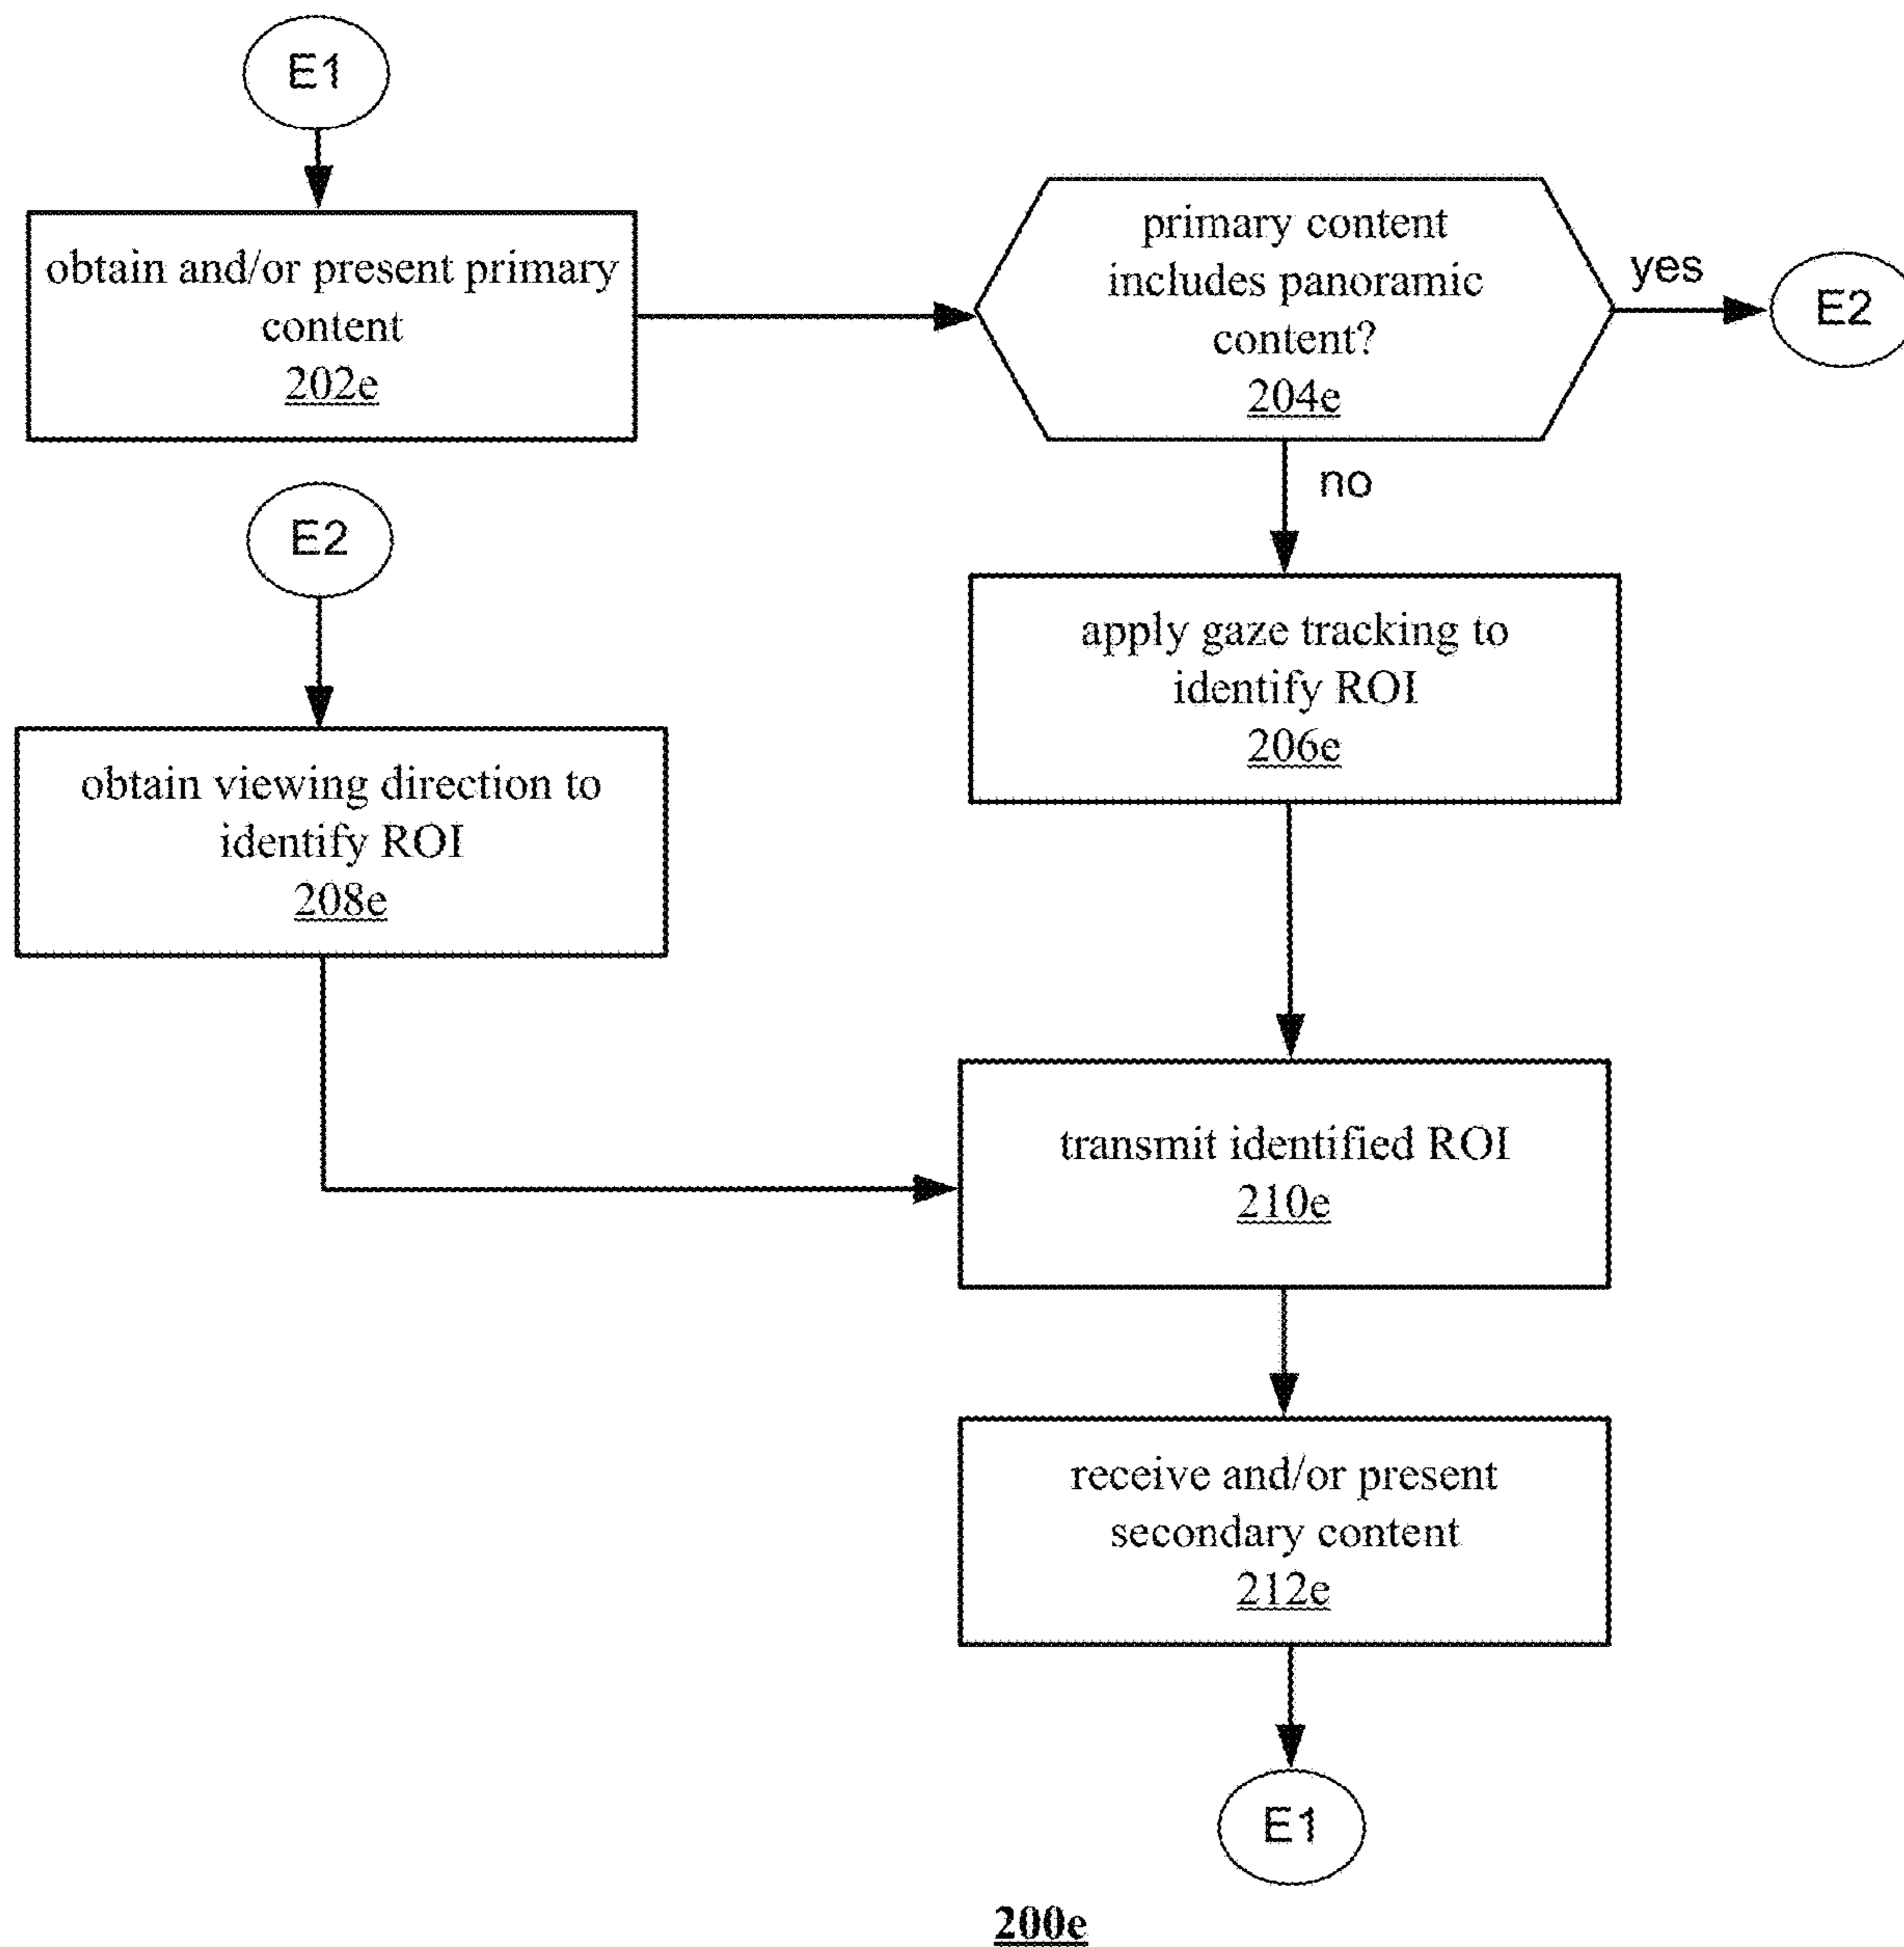 E1
obtain and/or present primary
content
202e
primary content
includes panoramic
content?
204e
yes
E2
no
E2
apply gaze tracking to
identify ROI
206e
obtain viewing direction to
identify ROI
208e
transmit identified ROI
210e
receive and/or present
secondary content
212e
E1
200e